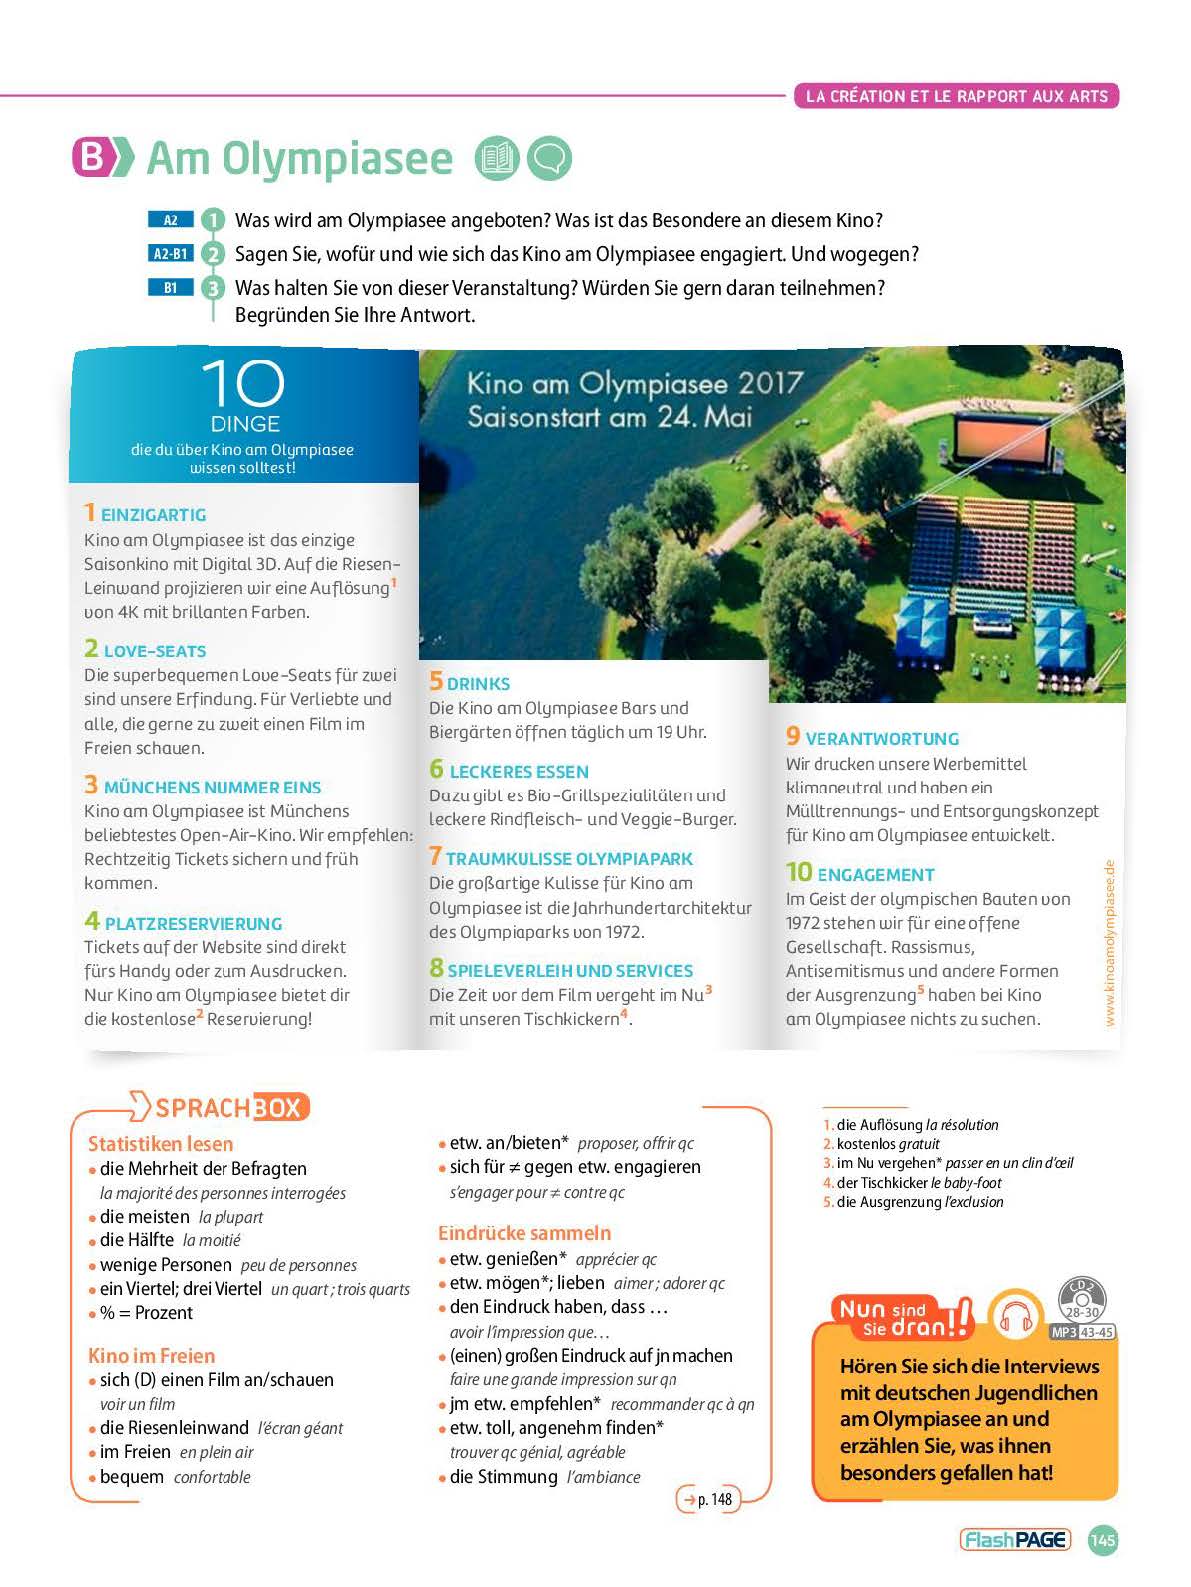 LA CRÉATION ET LE RAPPORT AUX ARTS
B Am Olympiasee
A2 1 Was wird am Olympiasee angeboten? Was ist das Besondere an diesem Kino?
A2-B1 2 Sagen Sie, wofür und wie sich das Kino am Olympiasee engagiert. Und wogegen?
B1 3 Was halten Sie von dieser Veranstaltung? Würden Sie gern daran teilnehmen?
Begründen Sie Ihre Antwort.
10
DINGE
die du über Kino am Olympiasee
wissen solltest!
Kino am Olympiasee 2017
Saisonstart am 24. Mai
1 EINZIGARTIG
Kino am Olympiasee ist das einzige
Saisonkino mit Digital 3D. Auf die Riesen-
Leinwand projizieren wir eine Auflösung1
von 4K mit brillanten Farben.
2 LOVE-SEATS
Die superbequemen Love-Seats für zwei
sind unsere Erfindung. Für Verliebte und
alle, die gerne zu zweit einen Film im
Freien schauen.
3 MÜNCHENS NUMMER EINS
Kino am Olympiasee ist Münchens
beliebtestes Open-Air-Kino. Wir empfehlen:
Rechtzeitig Tickets sichern und früh
kommen.
4 PLATZRESERVIERUNG
Tickets auf der Website sind direkt
fürs Handy oder zum Ausdrucken.
Nur Kino am Olympiasee bietet dir
die kostenlose2 Reservierung!
5 DRINKS
Die Kino am Olympiasee Bars und
Biergärten öffnen täglich um 19 Uhr.
6 LECKERES ESSEN
Dazu gibt es Bio-Grillspezialitäten und
leckere Rindfleisch- und Veggie-Burger.
7 TRAUMKULISSE OLYMPIAPARK
Die großartige Kulisse für Kino am
Olympiasee ist die Jahrhundertarchitektur
des Olympiaparks von 1972.
8 SPIELEVERLEIH UND SERVICES
Die Zeit vor dem Film vergeht im Nu3
mit unseren Tischkickern4.
9 VERANTWORTUNG
Wir drucken unsere Werbemittel
klimaneutral und haben ein
Mülltrennungs- und Entsorgungskonzept
für Kino am Olympiasee entwickelt.
10 ENGAGEMENT
Im Geist der olympischen Bauten von
1972 stehen wir für eine offene
Gesellschaft. Rassismus,
Antisemitismus und andere Formen
der Ausgrenzung5 haben bei Kino
am Olympiasee nichts zu suchen.
www.kinoamolympiasee.de
SPRACHBOX
Statistiken lesen
• die Mehrheit der Befragten
la majorité des personnes interrogées
• die meisten la plupart
• die Hälfte la moitié
• wenige Personen peu de personnes
• ein Viertel; drei Viertel un quart ; trois quarts
• % = Prozent
Kino im Freien
• sich (D) einen Film an/schauen
voir un film
• die Riesenleinwand l'écran géant
• im Freien en plein air
• bequem confortable
• etw. an/bieten* proposer, offrir qc
• sich für ≠ gegen etw. engagieren
s'engager pour ≠ contre qc
Eindrücke sammeln
• etw. genießen* apprécier qc
• etw. mögen*; lieben aimer ; adorer qc
• den Eindruck haben, dass …
avoir l'impression que…
• (einen) großen Eindruck auf jn machen
faire une grande impression sur qn
• jm etw. empfehlen* recommander qc à qn
• etw. toll, angenehm finden*
trouver qc génial, agréable
• die Stimmung l'ambiance
→ p. 148
1. die Auflösung la résolution
2. kostenlos gratuit
3. im Nu vergehen* passer en un clin d'œil
4. der Tischkicker le baby-foot
5. die Ausgrenzung l'exclusion
Nun sind
Sie dran!!
CD2
28-30
MP3 43-45
Hören Sie sich die Interviews
mit deutschen Jugendlichen
am Olympiasee an und
erzählen Sie, was ihnen
besonders gefallen hat!
FlashPAGE 145